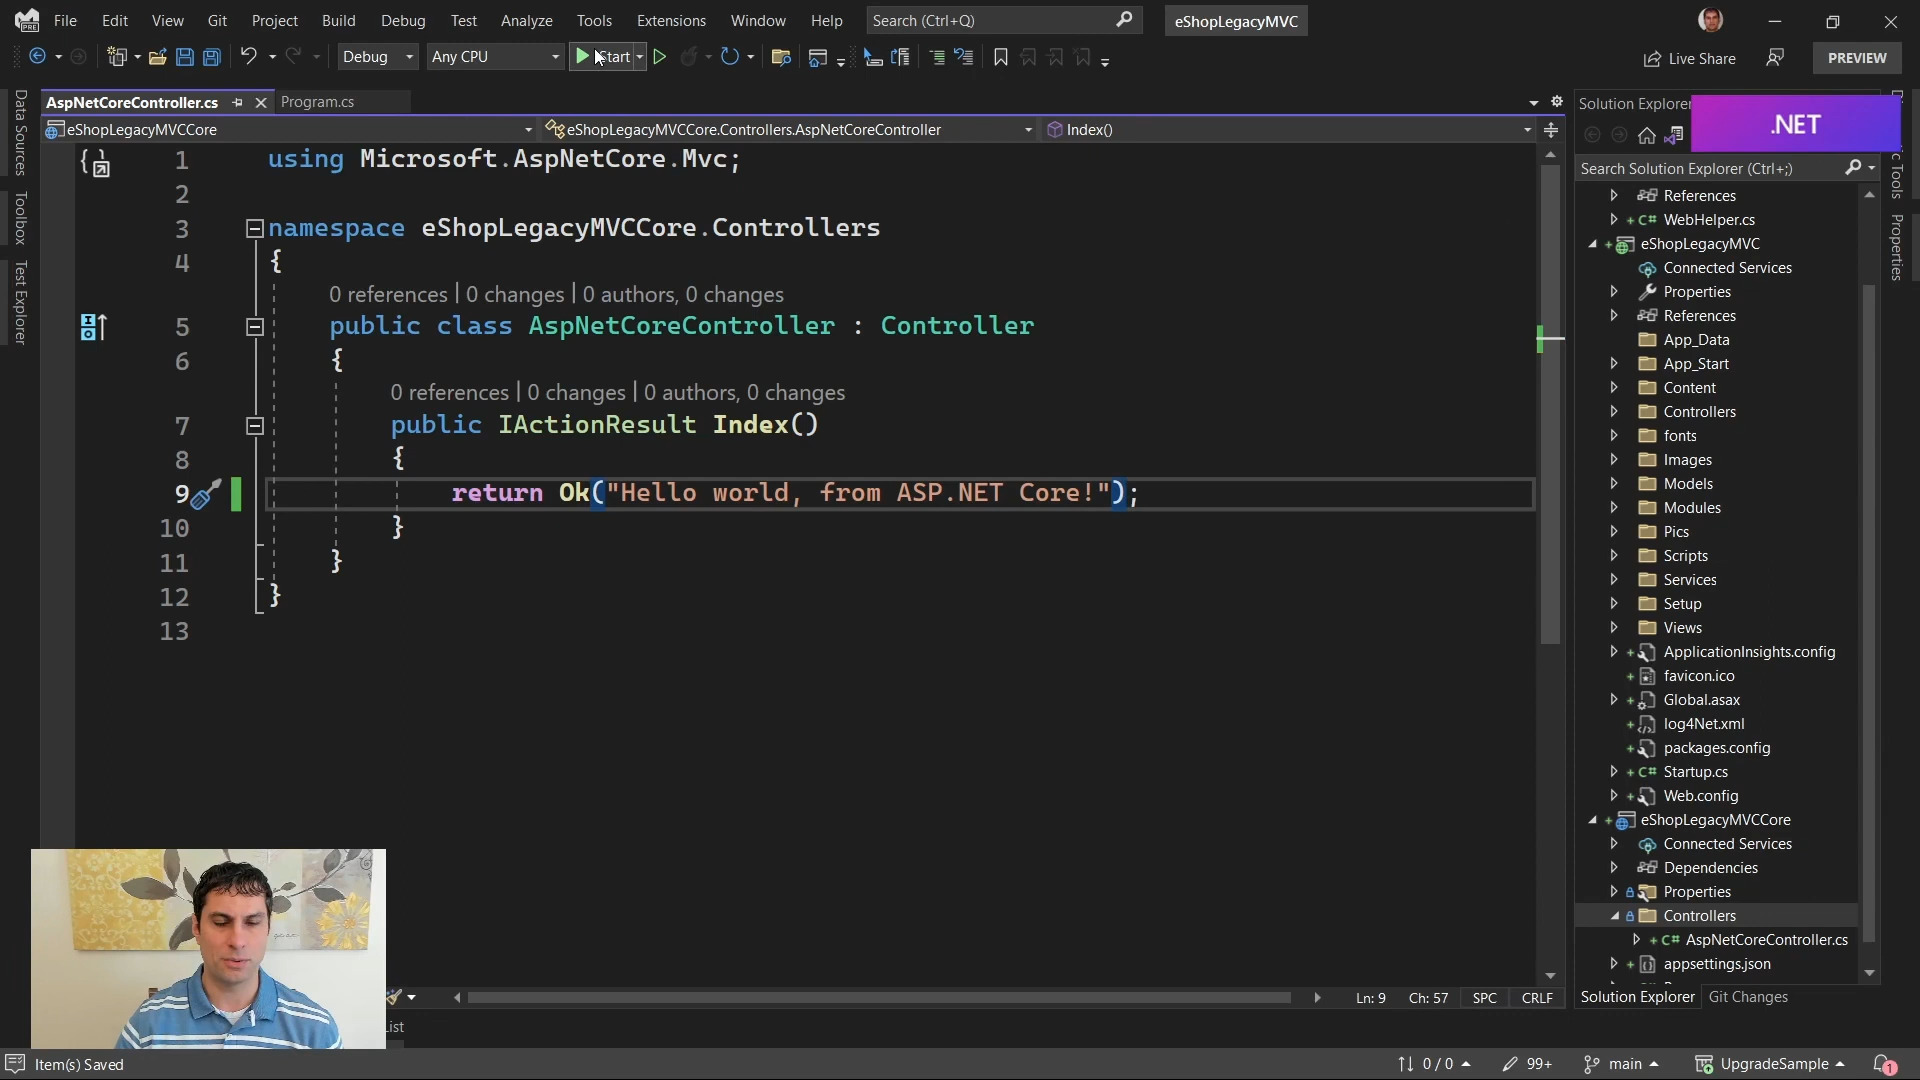 File Edit View Git Project Build Debug Test Analyze Tools Extensions Window Help Search (Ctrl+Q) eShopLegacyMVC
Debug Any CPU Start Live Share PREVIEW
Data Sources
Toolbox
Test Explorer
AspNetCoreController.cs Program.cs
eShopLegacyMVCCore eShopLegacyMVCCore.Controllers.AspNetCoreController Index()
1 using Microsoft.AspNetCore.Mvc;
2
3 namespace eShopLegacyMVCCore.Controllers
4 {
0 references | 0 changes | 0 authors, 0 changes
5 public class AspNetCoreController : Controller
6 {
0 references | 0 changes | 0 authors, 0 changes
7 public IActionResult Index()
8 {
9 return Ok("Hello world, from ASP.NET Core!");
10 }
11 }
12 }
13
Ln: 9 Ch: 57 SPC CRLF
List
Solution Explorer
.NET
Search Solution Explorer (Ctrl+;)
References
C# WebHelper.cs
eShopLegacyMVC
Connected Services
Properties
References
App_Data
App_Start
Content
Controllers
fonts
Images
Models
Modules
Pics
Scripts
Services
Setup
Views
ApplicationInsights.config
favicon.ico
Global.asax
log4Net.xml
packages.config
C# Startup.cs
Web.config
eShopLegacyMVCCore
Connected Services
Dependencies
Properties
Controllers
C# AspNetCoreController.cs
appsettings.json
Solution Explorer Git Changes
c Tools
Properties
Item(s) Saved 0 / 0 99+ main UpgradeSample 1